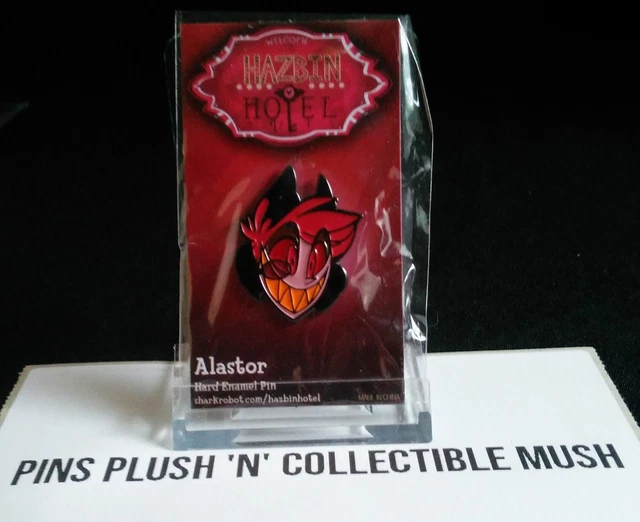 WELCOME
HAZBIN
HOTEL
Alastor
Hard Enamel Pin
sharkrobot.com/hazbinhotel
MADE IN CHINA
PINS PLUSH 'N' COLLECTIBLE MUSH